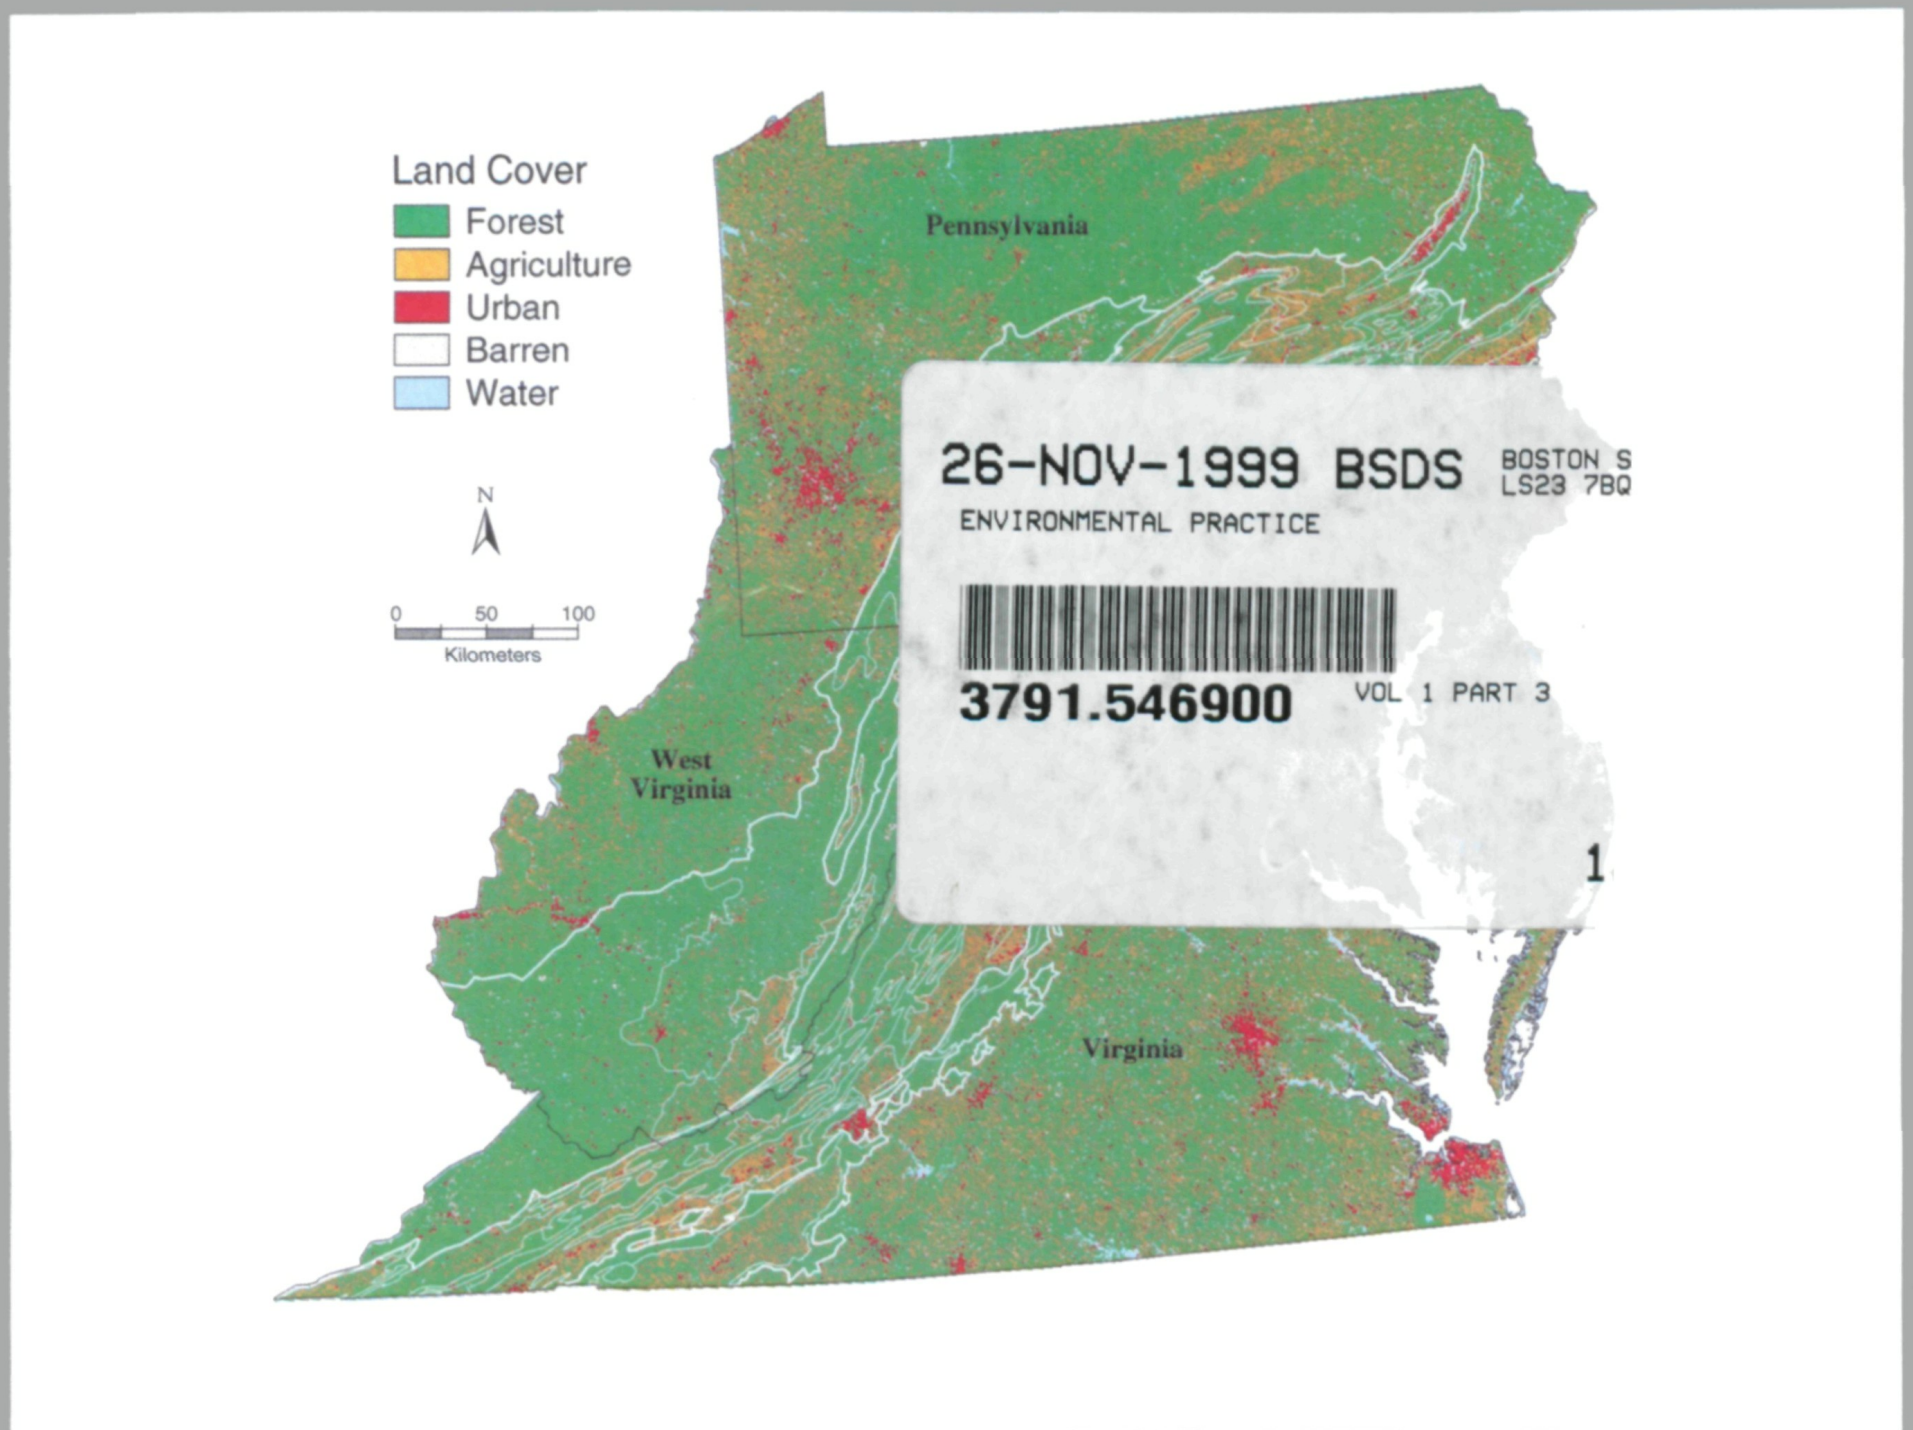 Land Cover
Forest
Agriculture
Urban
Barren
Water
N
0 50 100
Kilometers
Pennsylvania
West
Virginia
Virginia
26-NOV-1999 BSDS
BOSTON S
LS23 7BQ
ENVIRONMENTAL PRACTICE
3791.546900
VOL 1 PART 3
1